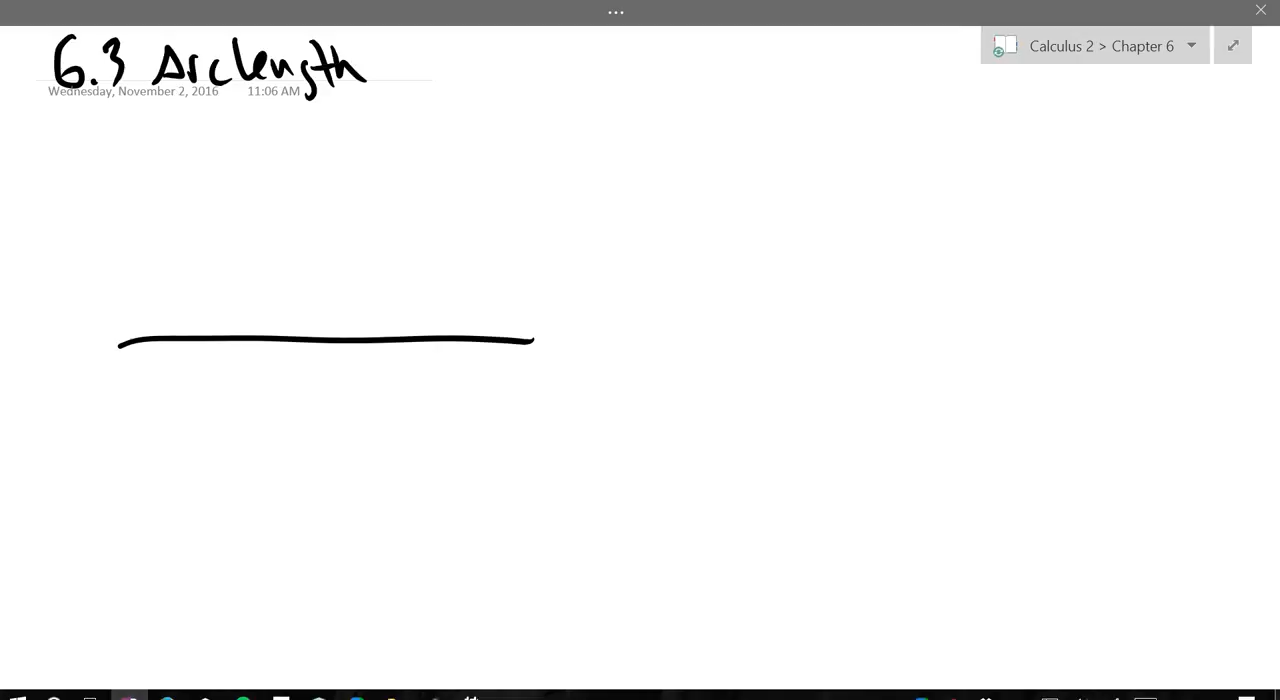 Calculus 2 > Chapter 6
6.3 Arclength
Wednesday, November 2, 2016 11:06 AM